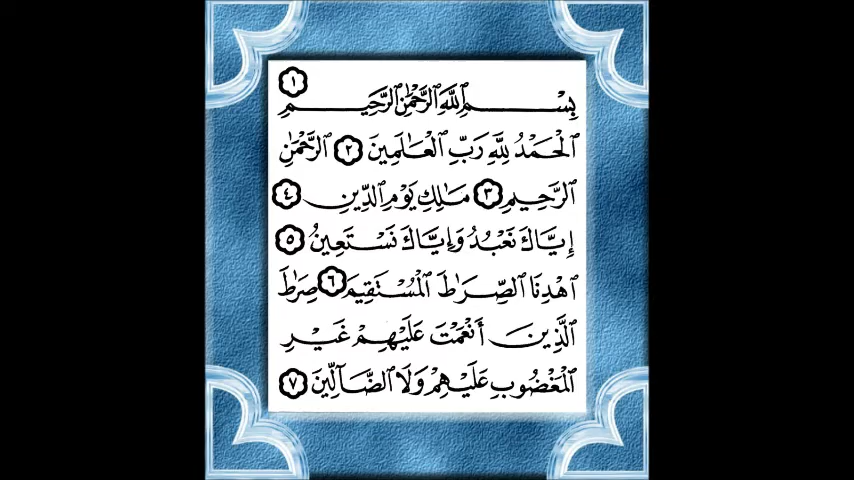 بِسْمِ ٱللَّهِ ٱلرَّحْمَٰنِ ٱلرَّحِيمِ ١
ٱلْحَمْدُ لِلَّهِ رَبِّ ٱلْعَٰلَمِينَ ٢ ٱلرَّحْمَٰنِ
ٱلرَّحِيمِ ٣ مَٰلِكِ يَوْمِ ٱلدِّينِ ٤
إِيَّاكَ نَعْبُدُ وَإِيَّاكَ نَسْتَعِينُ ٥
ٱهْدِنَا ٱلصِّرَٰطَ ٱلْمُسْتَقِيمَ ٦ صِرَٰطَ
ٱلَّذِينَ أَنْعَمْتَ عَلَيْهِمْ غَيْرِ
ٱلْمَغْضُوبِ عَلَيْهِمْ وَلَا ٱلضَّآلِّينَ ٧